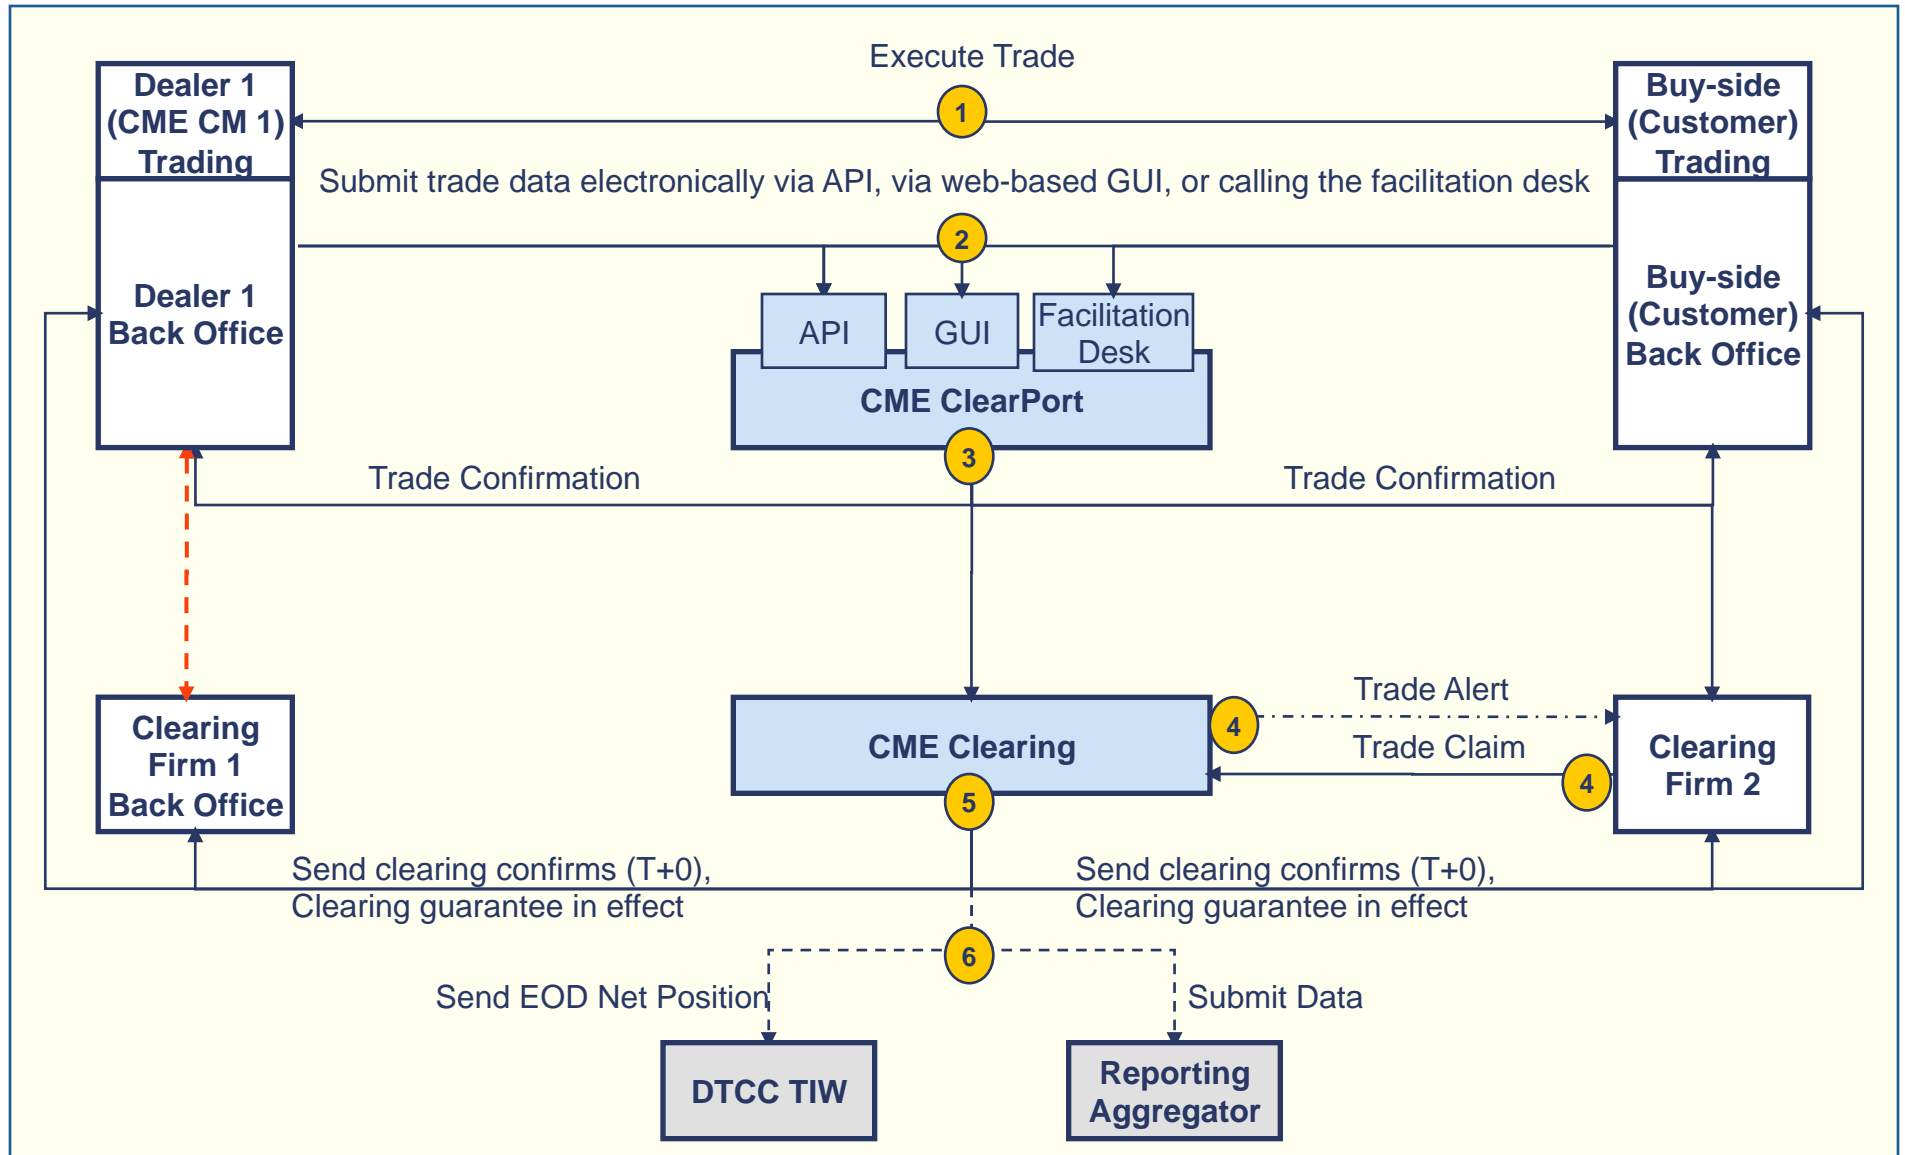 Execute Trade
Dealer 1
(CME CM 1)
Trading
1
Buy-side
(Customer)
Trading
Submit trade data electronically via API, via web-based GUI, or calling the facilitation desk
2
Dealer 1
Back Office
API
GUI
Facilitation
Desk
CME ClearPort
Buy-side
(Customer)
Back Office
3
Trade Confirmation
Trade Confirmation
Clearing
Firm 1
Back Office
CME Clearing
4
Trade Alert
Trade Claim
4
Clearing
Firm 2
5
Send clearing confirms (T+0),
Clearing guarantee in effect
Send clearing confirms (T+0),
Clearing guarantee in effect
6
Send EOD Net Position
Submit Data
DTCC TIW
Reporting
Aggregator